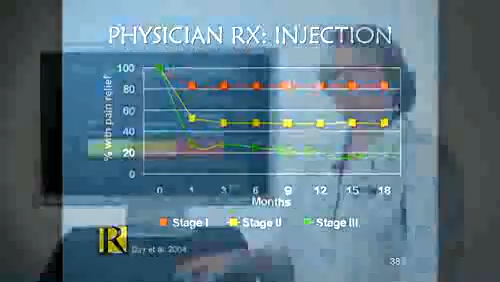 PHYSICIAN RX: INJECTION
% with pain relief
100
80
60
40
20
0
0 1 3 6 9 12 15 18
Months
Stage I Stage II Stage III
R
Day et al. 2004
38